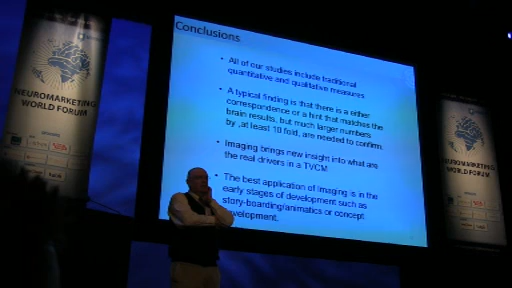 Conclusions
• All of our studies include traditional
quantitative and qualitative measures
• A typical finding is that there is a either
correspondence or a hint that matches the
brain results, but much larger numbers
by ,at least 10 fold, are needed to confirm.
• Imaging brings new insight into what are
the real drivers in a TVCM
• The best application of Imaging is in the
early stages of development such as
story-boarding/animatics or concept
development.
NEUROMARKETING
WORLD FORUM
NEUROMARKETING
WORLD FORUM